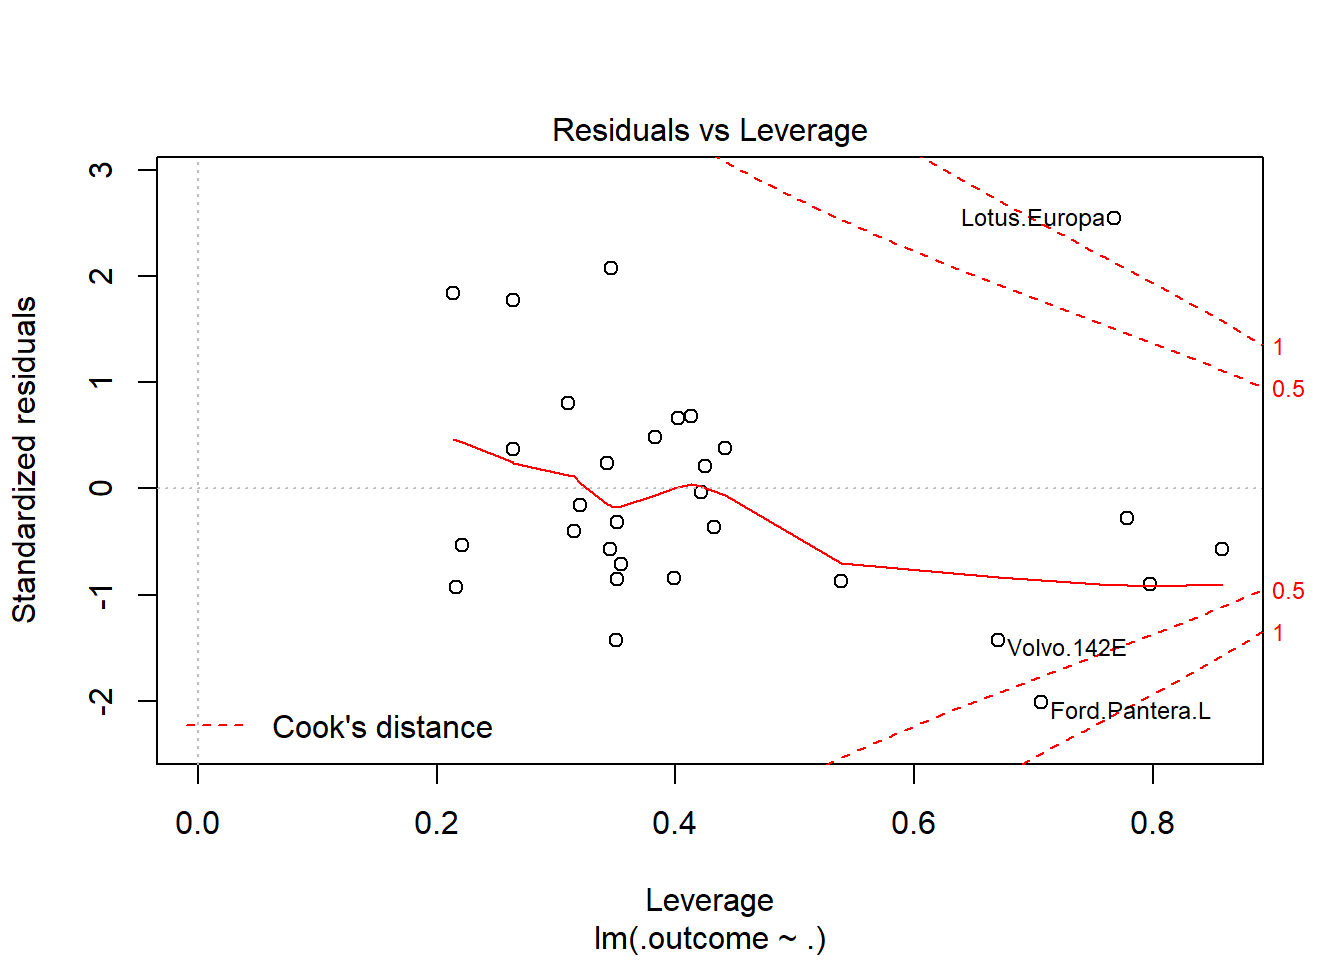 Residuals vs Leverage
Standardized residuals
3
2
1
0
-1
-2
Lotus.Europa
1
0.5
0.5
1
Volvo.142E
Ford.Pantera.L
Cook's distance
0.0 0.2 0.4 0.6 0.8
Leverage
lm(.outcome ~ .)